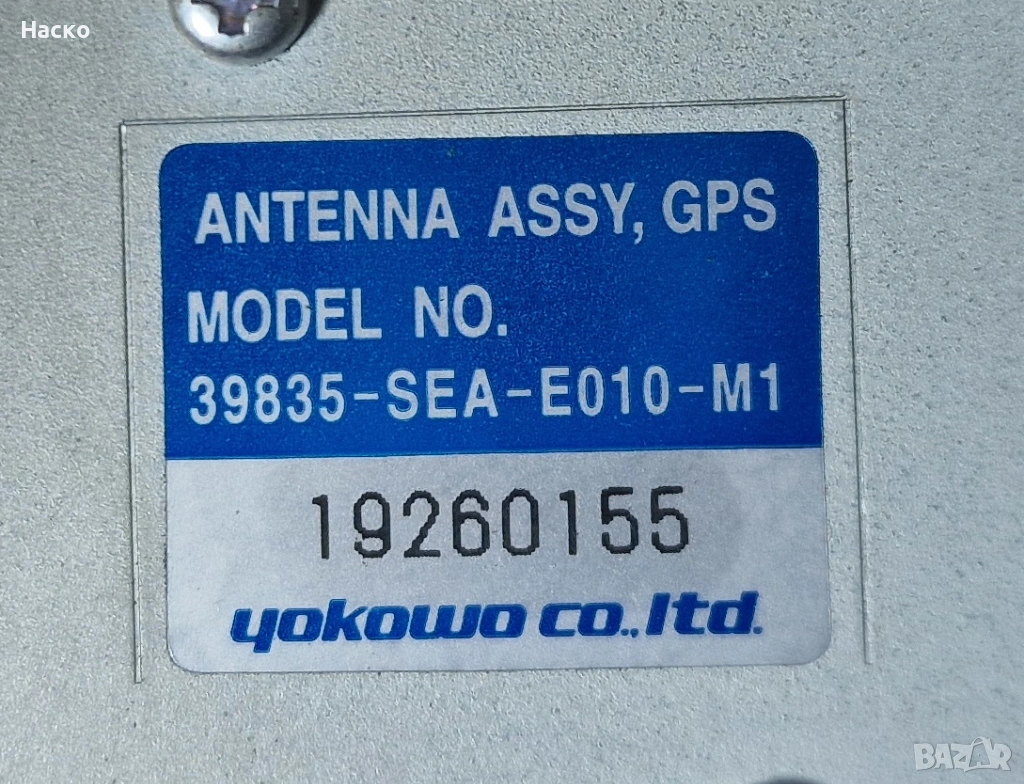 Наско
ANTENNA ASSY, GPS
MODEL NO.
39835-SEA-E010-M1
19260155
yokowo co., ltd.
BAZAR